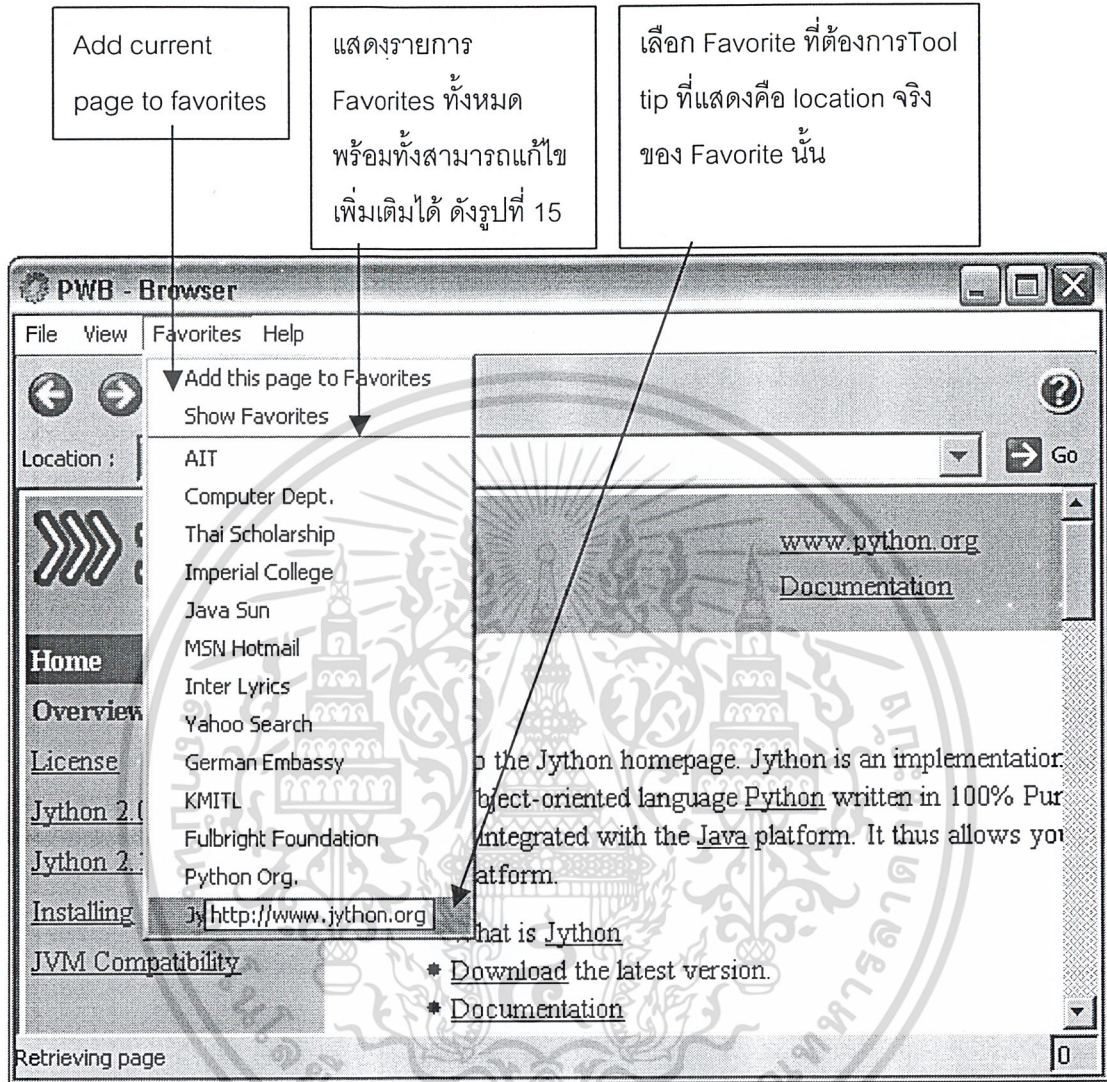 Add current
page to favorites
แสดงรายการ
Favorites ทั้งหมด
พร้อมทั้งสามารถแก้ไข
เพิ่มเติมได้ ดังรูปที่ 15
เลือก Favorite ที่ต้องการTool
tip ที่แสดงคือ location จริง
ของ Favorite นั้น
PWB - Browser
File View Favorites Help
Add this page to Favorites
Show Favorites
Location :
Go
AIT
Computer Dept.
Thai Scholarship
Imperial College
Java Sun
MSN Hotmail
Inter Lyrics
Yahoo Search
German Embassy
KMITL
Fulbright Foundation
Python Org.
Jy http://www.jython.org
www.python.org
Documentation
Home
Overview
License
Jython 2.
Jython 2.
Installing
JVM Compatibility
the Jython homepage. Jython is an implementation
object-oriented language Python written in 100% Pur
integrated with the Java platform. It thus allows you
atform.
What is Jython
Download the latest version.
Documentation
Retrieving page
0